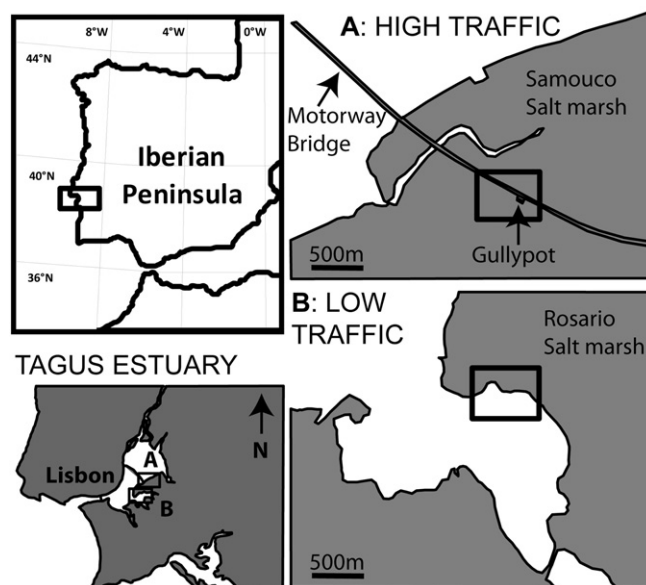 8°W
4°W
0°W
44°N
40°N
36°N
Iberian
Peninsula
A: HIGH TRAFFIC
Samouco
Salt marsh
Motorway
Bridge
Gullypot
500m
B: LOW
TRAFFIC
Rosario
Salt marsh
500m
TAGUS ESTUARY
Lisbon
A
B
N